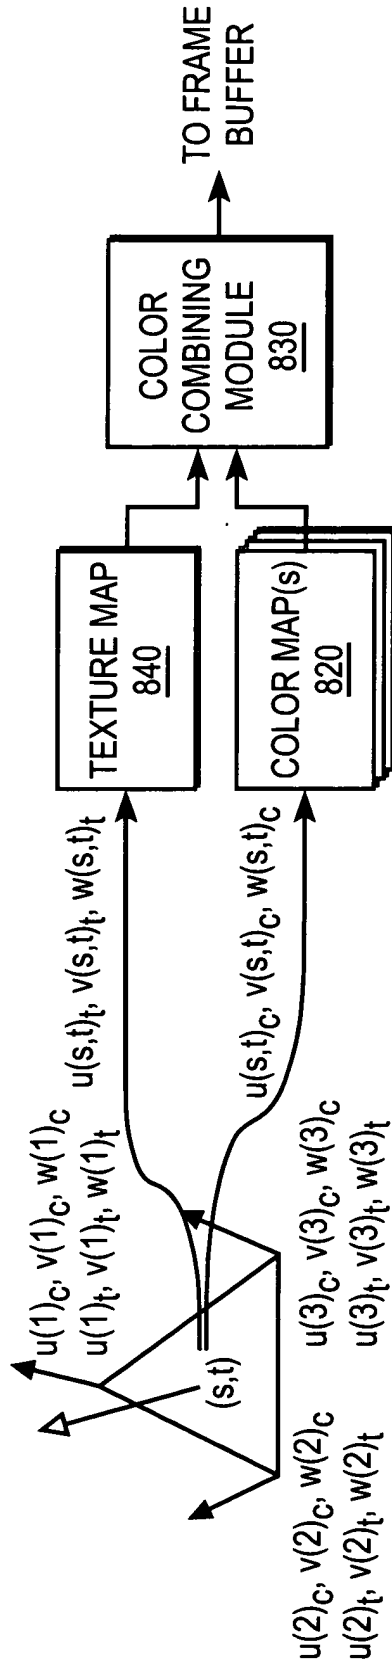 u(1)c, v(1)c, w(1)c
u(1)t, v(1)t, w(1)t
(s,t)
u(2)c, v(2)c, w(2)c
u(2)t, v(2)t, w(2)t
u(3)c, v(3)c, w(3)c
u(3)t, v(3)t, w(3)t
u(s,t)t, v(s,t)t, w(s,t)t
u(s,t)c, v(s,t)c, w(s,t)c
TEXTURE MAP
840
COLOR MAP(s)
820
COLOR
COMBINING
MODULE
830
TO FRAME
BUFFER